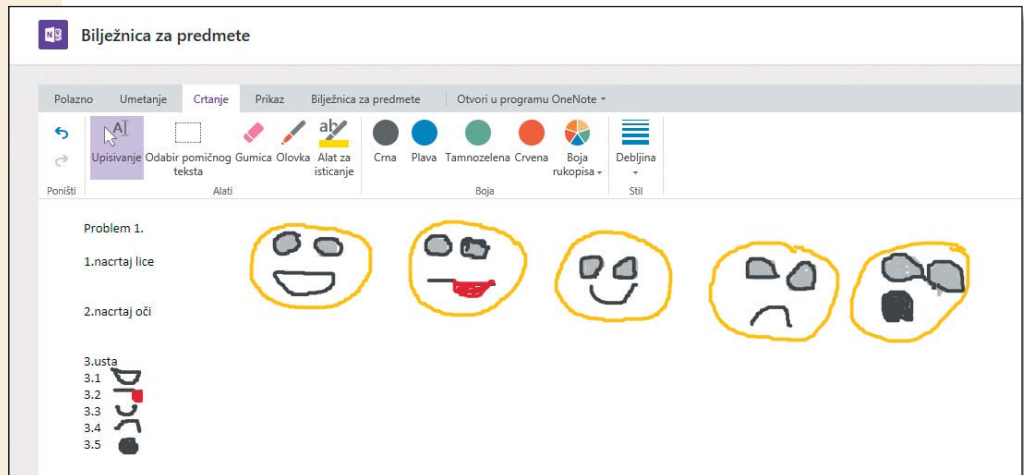 Bilježnica za predmete
Polazno Umetanje Crtanje Prikaz Bilježnica za predmete Otvori u programu OneNote
Upisivanje Odabir pomičnog teksta Gumica Olovka Alat za isticanje Crna Plava Tamnozelena Crvena Boja rukopisa Debljina
Poništi Alati Boja Stil
Problem 1.
1.nacrtaj lice
2.nacrtaj oči
3.usta
3.1
3.2
3.3
3.4
3.5